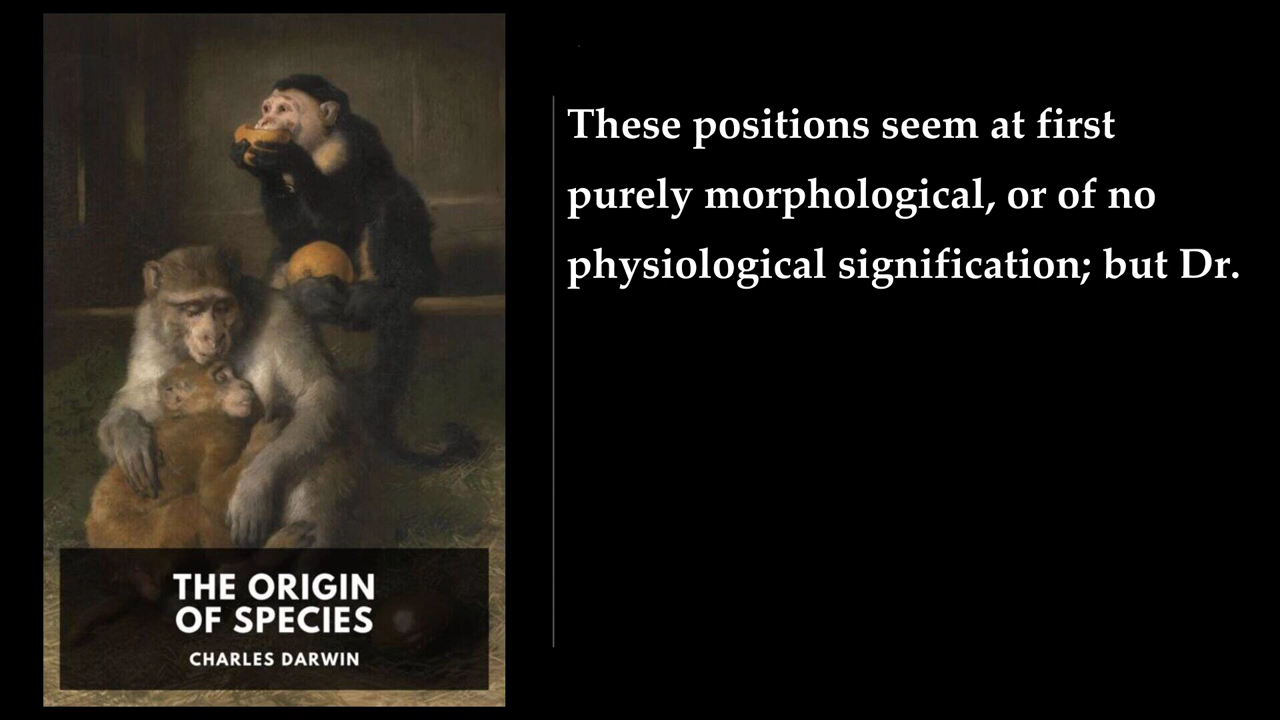 These positions seem at first
purely morphological, or of no
physiological signification; but Dr.
THE ORIGIN
OF SPECIES
CHARLES DARWIN